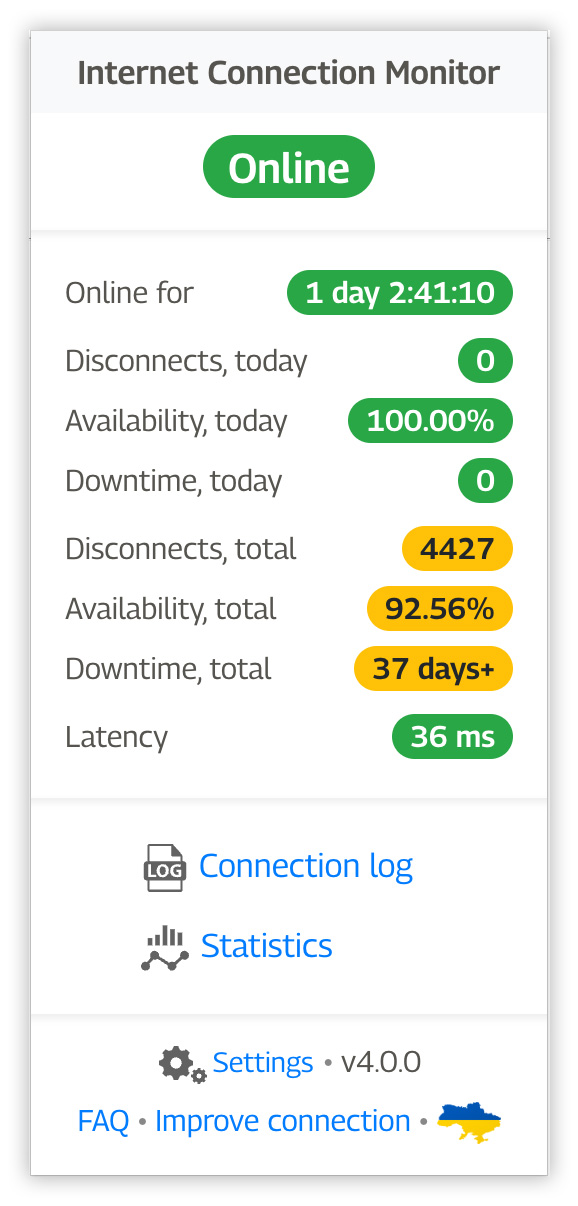 Internet Connection Monitor
Online
Online for 1 day 2:41:10
Disconnects, today 0
Availability, today 100.00%
Downtime, today 0
Disconnects, total 4427
Availability, total 92.56%
Downtime, total 37 days+
Latency 36 ms
LOG Connection log
Statistics
Settings • v4.0.0
FAQ • Improve connection •